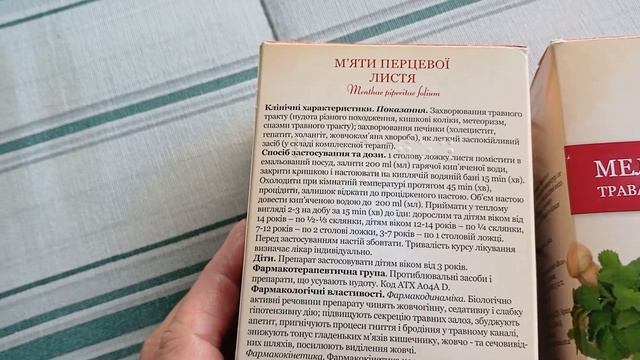 М'ЯТИ ПЕРЦЕВОЇ
ЛИСТЯ
Menthae piperitae folium
Клінічні характеристики. Показання. Захворювання травного
тракту (нудота різного походження, кишкові коліки, метеоризм,
спазми травного тракту); захворювання печінки (холецистит,
гепатит, холангіт, жовчокам'яна хвороба), як легкий заспокійливий
засіб (у складі комплексної терапії).
Спосіб застосування та дози. 1 столову ложку листя помістити в
емальований посуд, залити 200 ml (мл) гарячої кип'яченої води,
закрити кришкою і настоювати на киплячій водяній бані 15 min (хв).
Охолодити при кімнатній температурі протягом 45 min (хв),
процідити, залишок віджати до процідженого настою. Об'єм настою
довести кип'яченою водою до 200 ml (мл). Приймати у теплому
вигляді 2-3 на добу за 15 min (хв) до їди: дорослим та дітям віком від
14 років – по ½-⅓ склянки, дітям віком 12-14 років – по ¼ склянки,
7-12 років – по 2 столові ложки, 3-7 років – по 1 столовій ложці.
Перед застосуванням настій збовтати. Тривалість курсу лікування
визначає лікар індивідуально.
Діти. Препарат застосовувати дітям віком від 3 років.
Фармакотерапевтична група. Протиблювальні засоби і
препарати, що усувають нудоту. Код АТХ А04А D.
Фармакологічні властивості. Фармакодинаміка. Біологічно
активні речовини препарату чинять жовчогінну, седативну і слабку
гіпотензивну дію; підвищують секрецію травних залоз, збуджують
апетит, пригнічують процеси гниття і бродіння у травному каналі,
знижують тонус гладеньких м'язів кишечнику, жовчо - та сечовивід-
них шляхів, посилюють виділення жовчі.
Фармакокінетика.
МЕЛ
ТРАВА